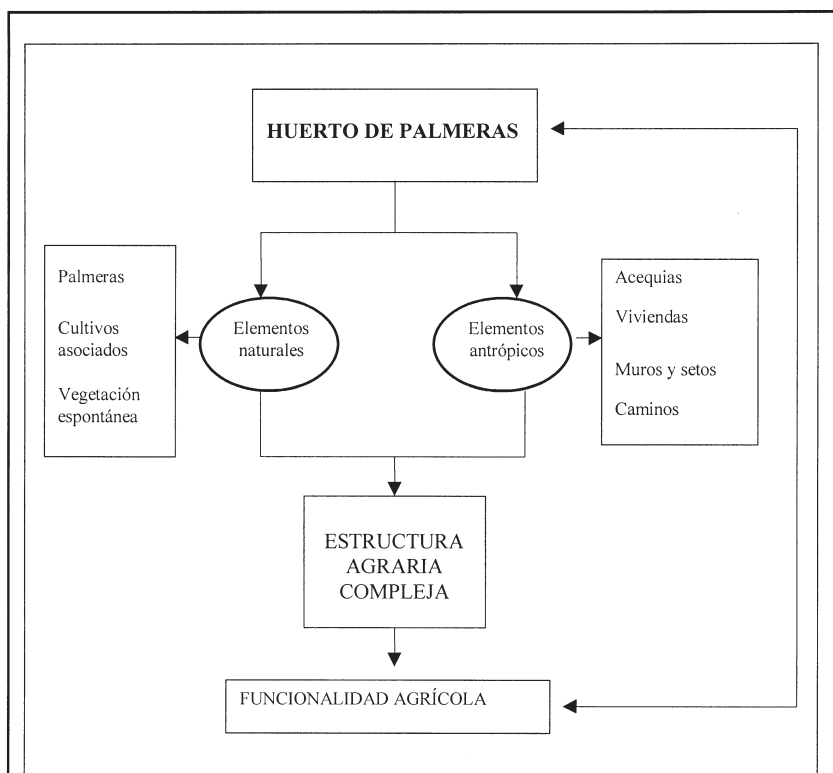 HUERTO DE PALMERAS
Palmeras
Cultivos
asociados
Vegetación
espontánea
Elementos
naturales
Elementos
antrópicos
Acequias
Viviendas
Muros y setos
Caminos
ESTRUCTURA
AGRARIA
COMPLEJA
FUNCIONALIDAD AGRÍCOLA